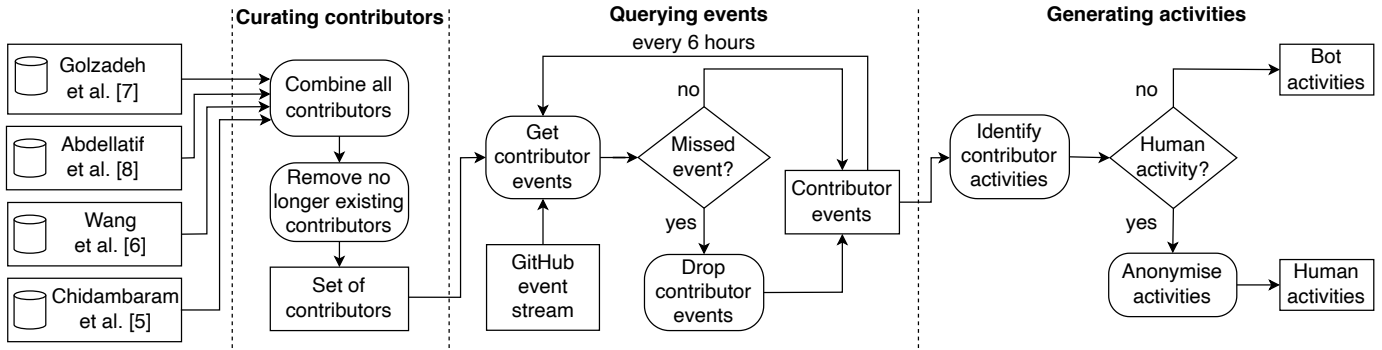 Curating contributors
Querying events
Generating activities
Golzadeh
et al. [7]
Abdellatif
et al. [8]
Wang
et al. [6]
Chidambaram
et al. [5]
Combine all
contributors
Remove no
longer existing
contributors
Set of
contributors
every 6 hours
Get
contributor
events
GitHub
event
stream
no
Missed
event?
yes
Drop
contributor
events
Contributor
events
Identify
contributor
activities
no
Human
activity?
yes
Bot
activities
Anonymise
activities
Human
activities